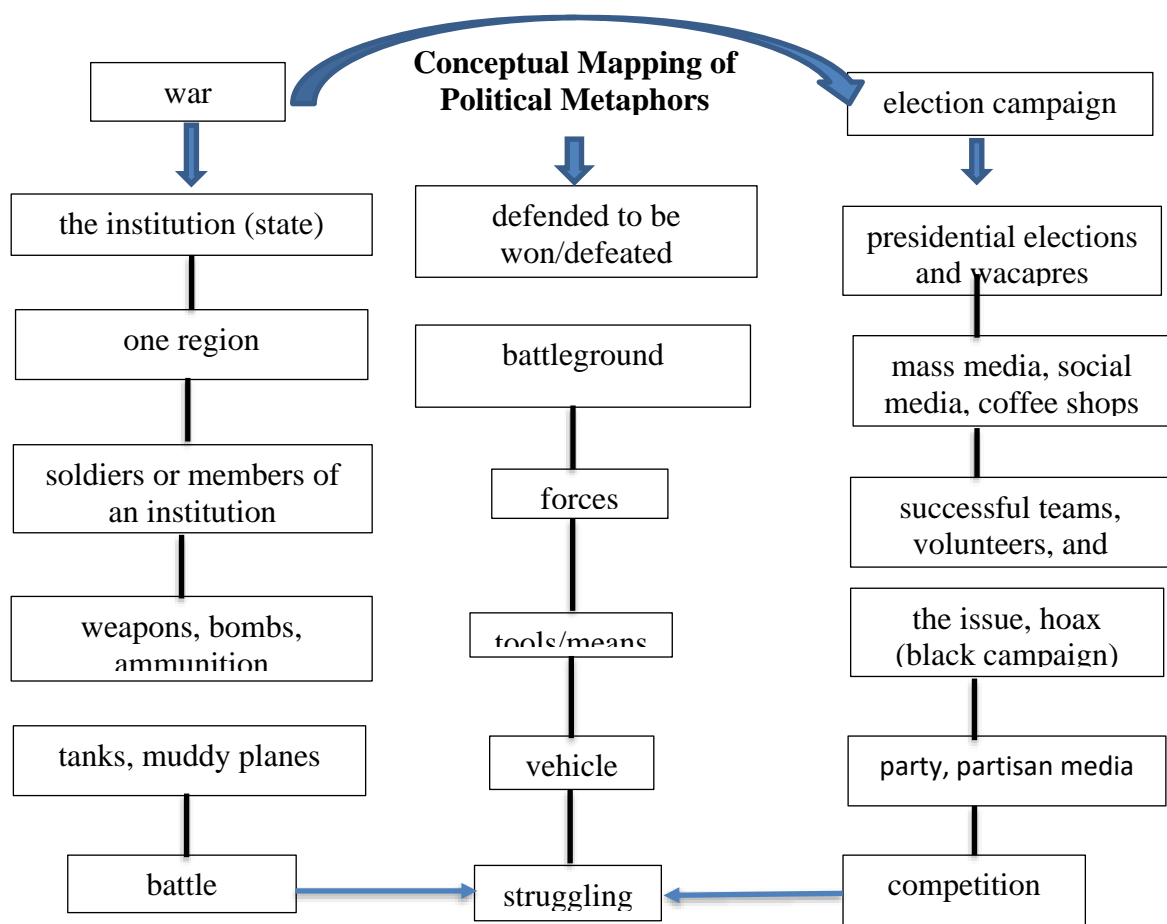 Conceptual Mapping of
Political Metaphors
war
election campaign
the institution (state)
defended to be
won/defeated
presidential elections
and wacapres
one region
battleground
mass media, social
media, coffee shops
soldiers or members of
an institution
forces
successful teams,
volunteers, and
weapons, bombs,
ammunition
tools/means
the issue, hoax
(black campaign)
tanks, muddy planes
vehicle
party, partisan media
battle
struggling
competition